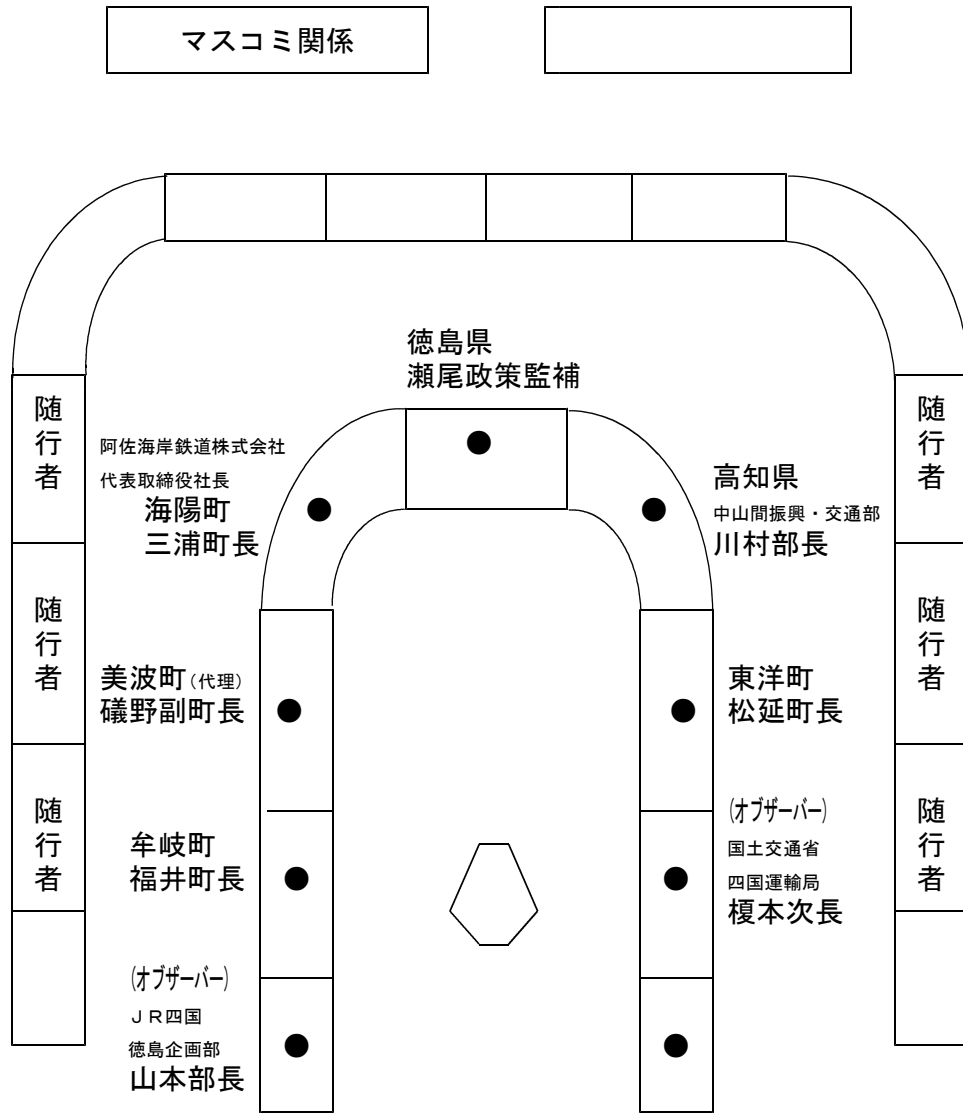 マスコミ関係
徳島県
瀬尾政策監補
阿佐海岸鉄道株式会社
代表取締役社長
海陽町
三浦町長
高知県
中山間振興・交通部
川村部長
随行者
随行者
随行者
随行者
随行者
随行者
美波町(代理)
礒野副町長
東洋町
松延町長
牟岐町
福井町長
(オブザーバー)
国土交通省
四国運輸局
榎本次長
(オブザーバー)
ＪＲ四国
徳島企画部
山本部長